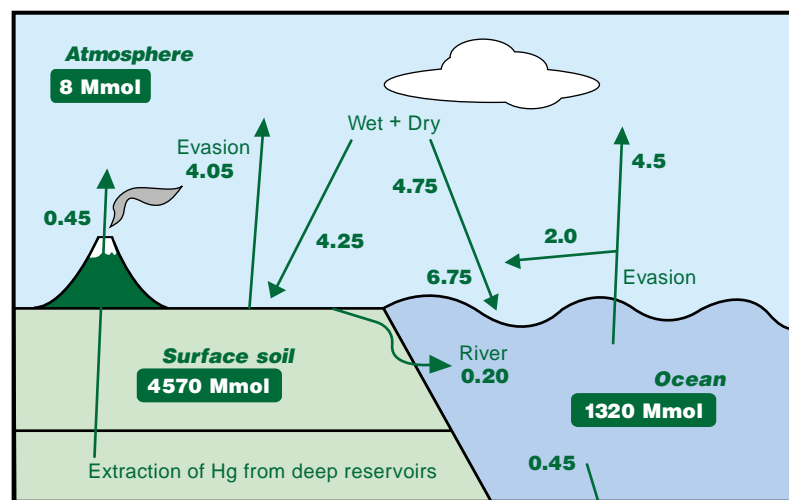 Atmosphere
8 Mmol
Evasion
4.05
Wet + Dry
4.5
0.45
4.75
4.25
2.0
6.75
Evasion
River
0.20
Surface soil
4570 Mmol
Ocean
1320 Mmol
Extraction of Hg from deep reservoirs
0.45